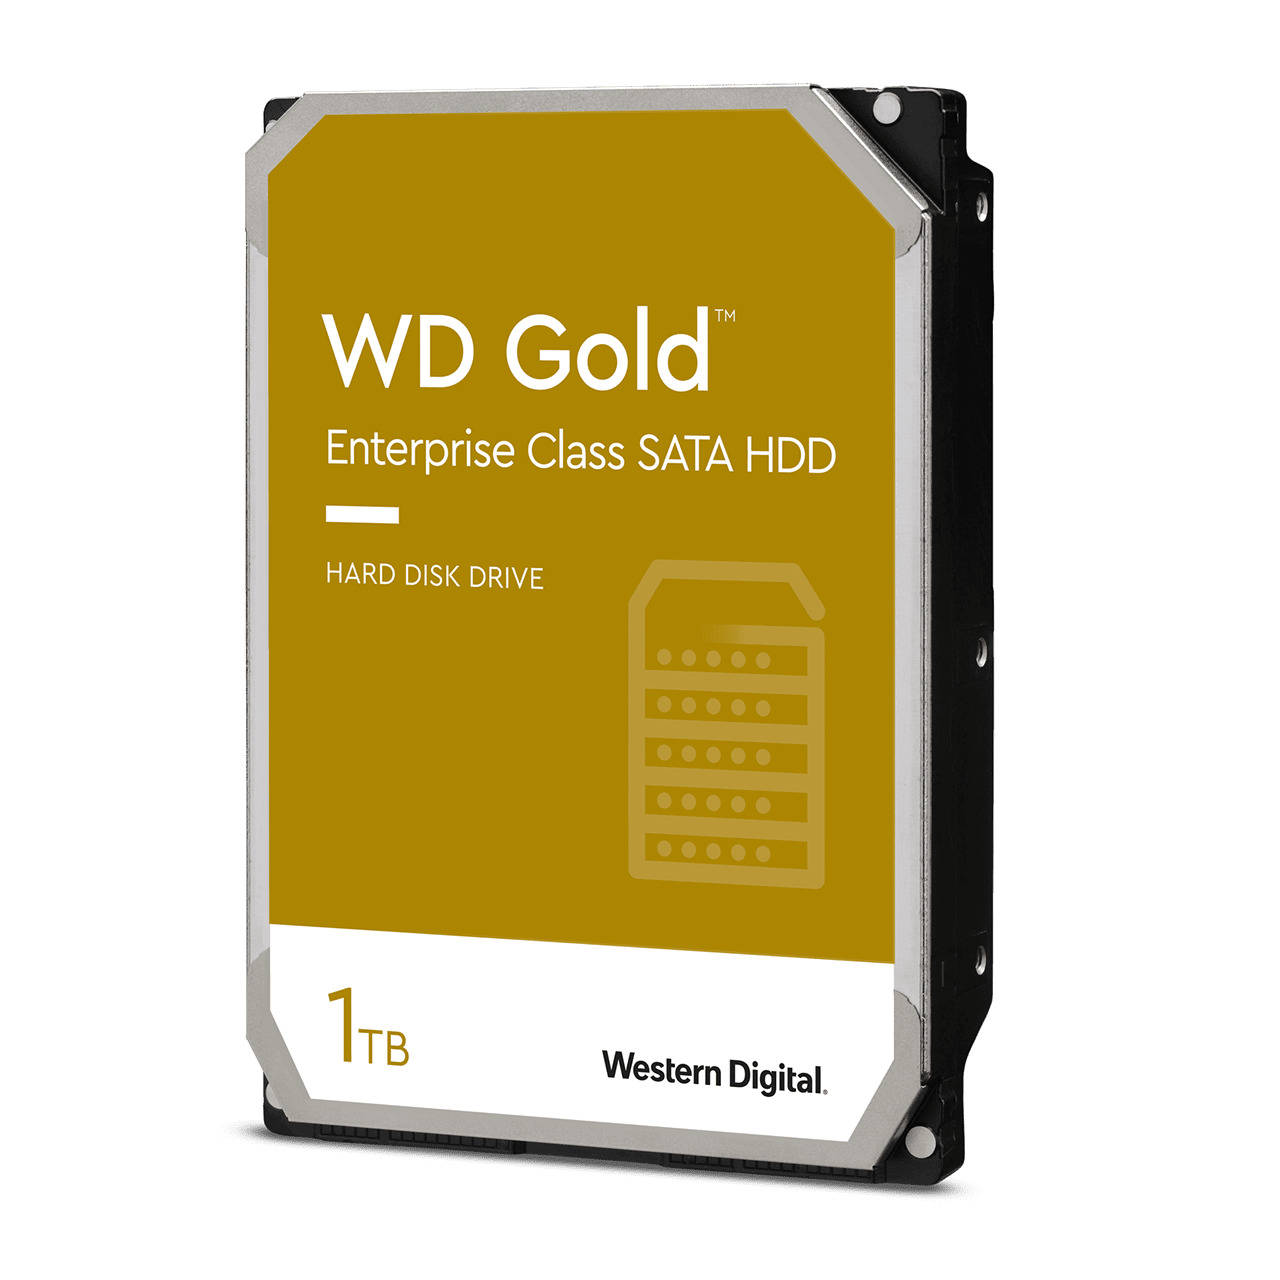 WD Gold™
Enterprise Class SATA HDD
HARD DISK DRIVE
1TB
Western Digital®